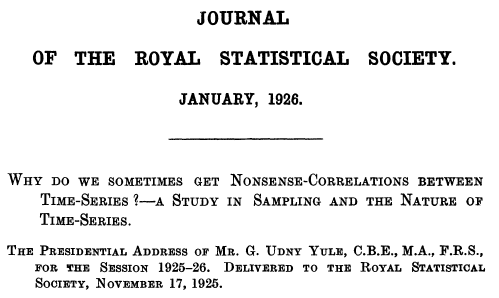 JOURNAL
OF THE ROYAL STATISTICAL SOCIETY.
JANUARY, 1926.
WHY DO WE SOMETIMES GET NONSENSE-CORRELATIONS BETWEEN
TIME-SERIES ?—A STUDY IN SAMPLING AND THE NATURE OF
TIME-SERIES.
THE PRESIDENTIAL ADDRESS OF MR. G. UDNY YULE, C.B.E., M.A., F.R.S.,
FOR THE SESSION 1925–26. DELIVERED TO THE ROYAL STATISTICAL
SOCIETY, NOVEMBER 17, 1925.